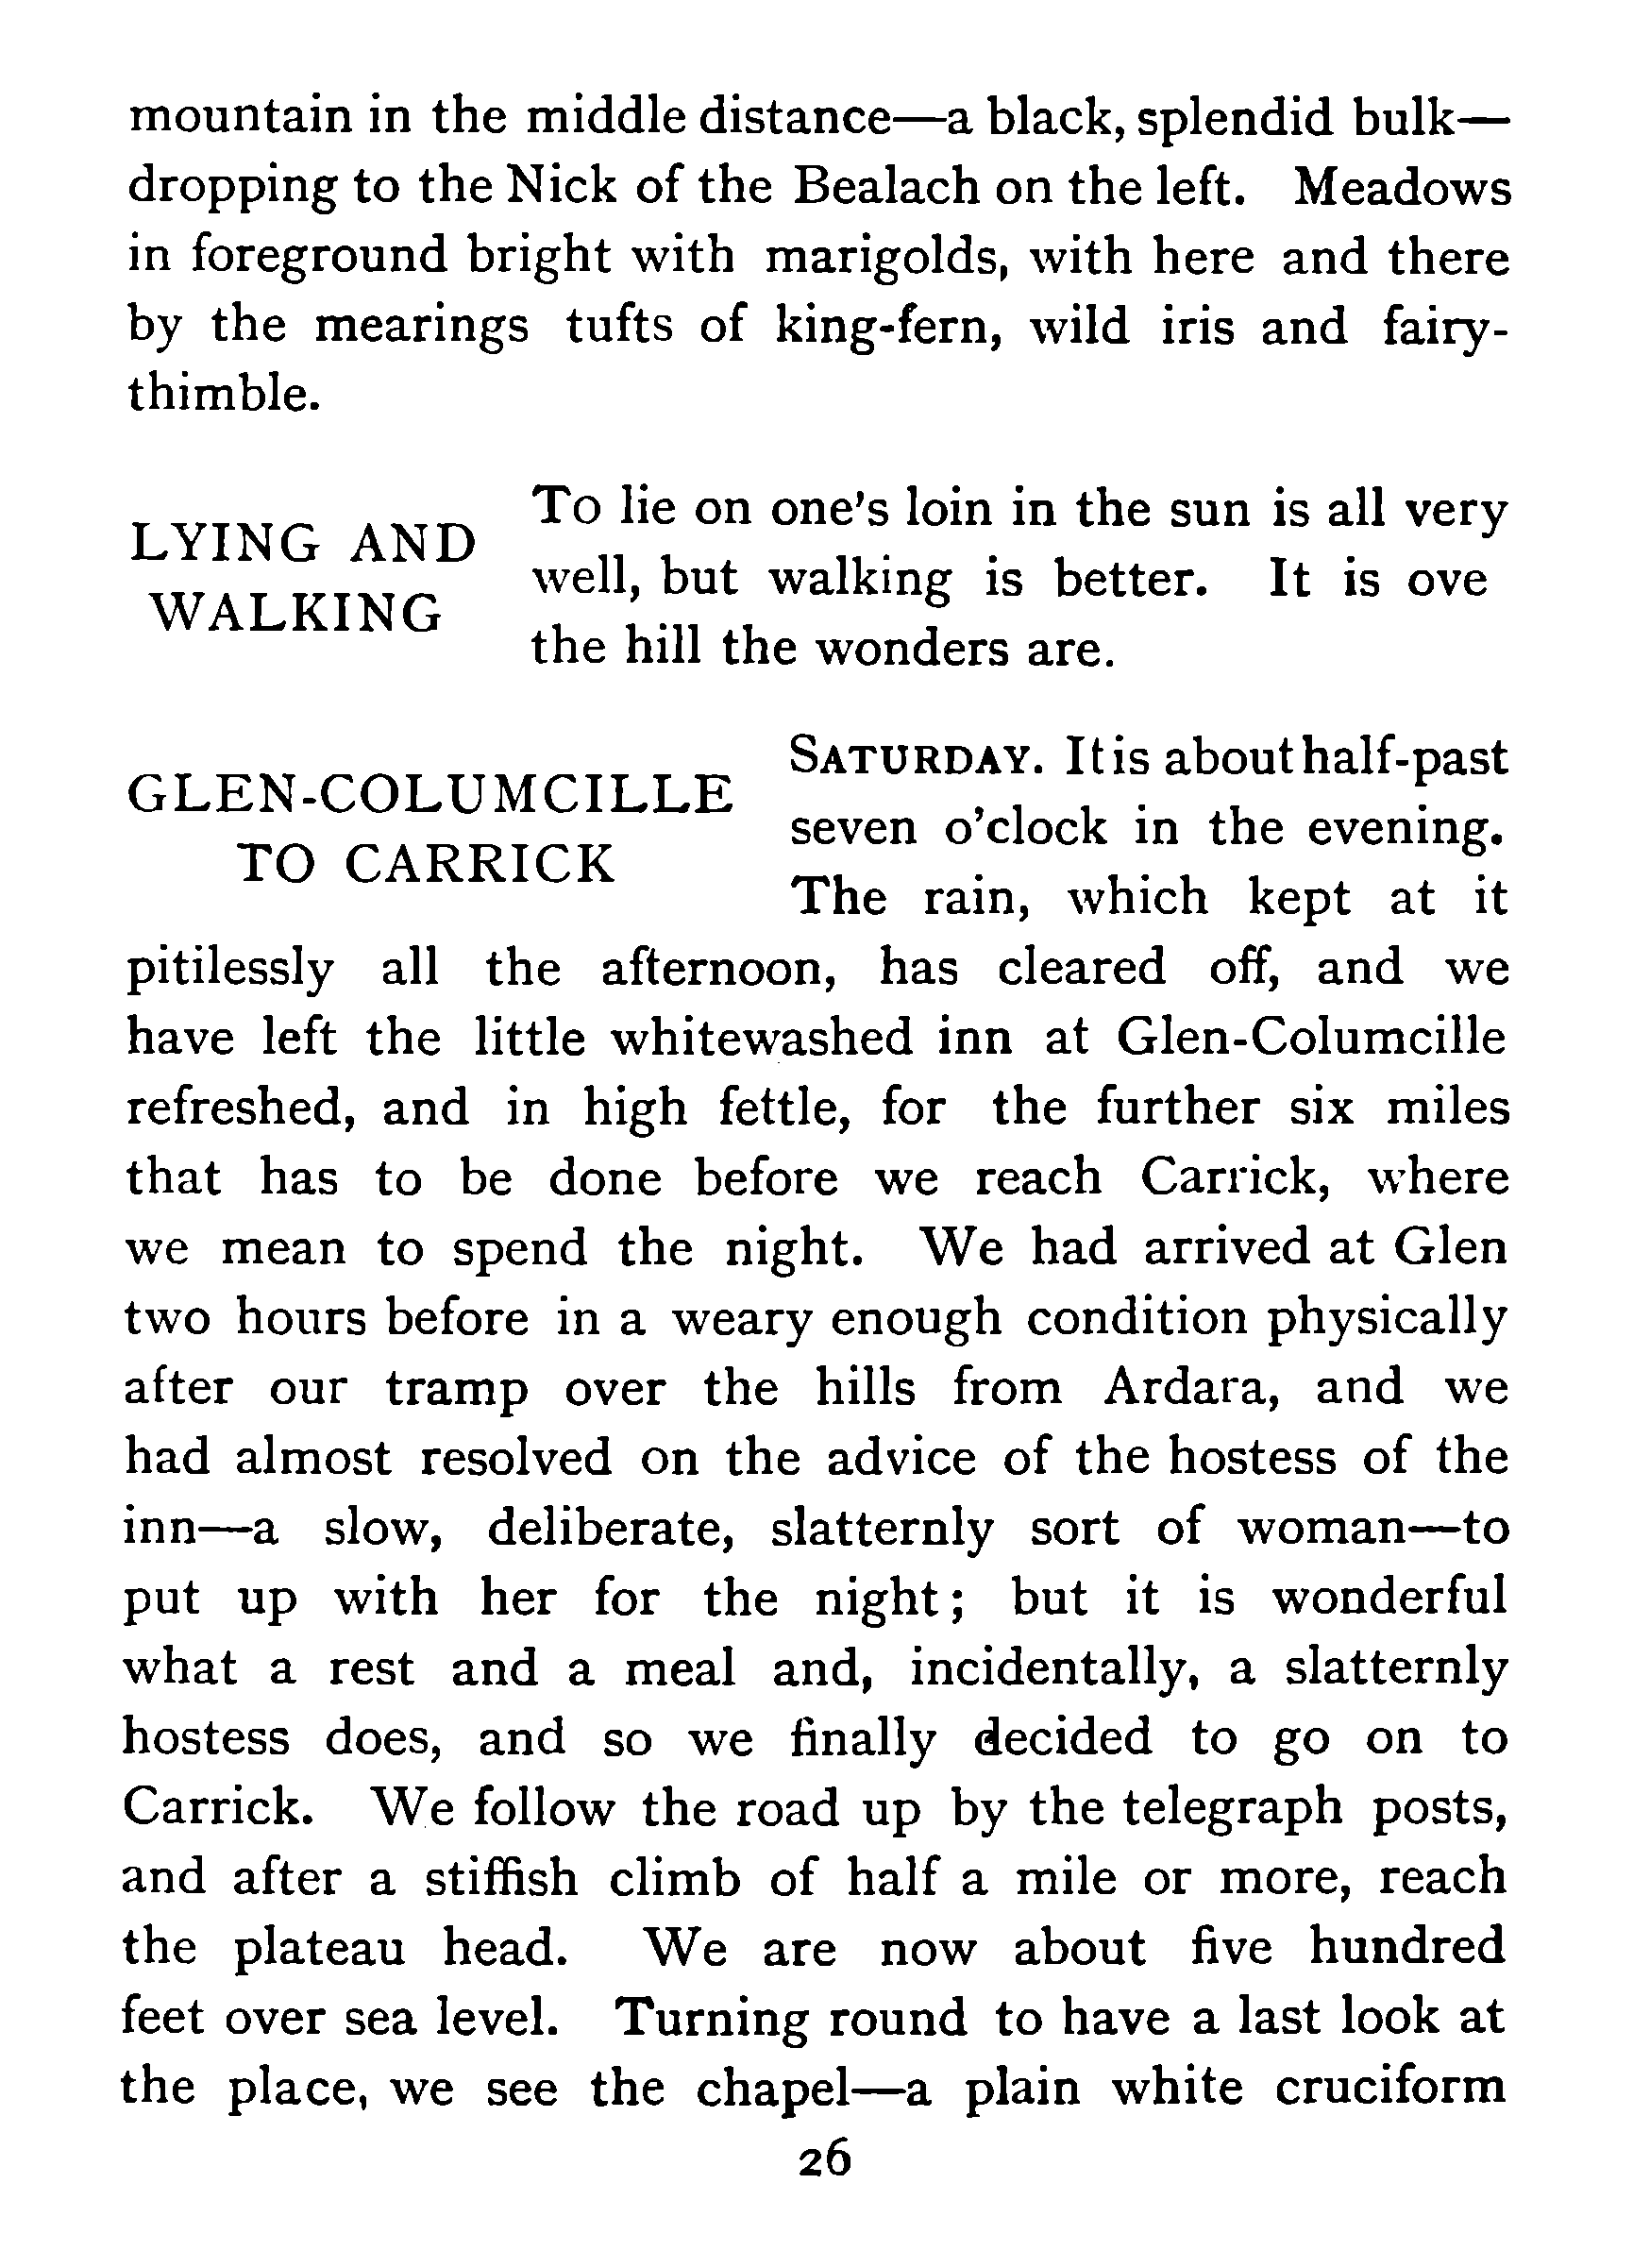 mountain in the middle distance—a black, splendid bulk—
dropping to the Nick of the Bealach on the left. Meadows
in foreground bright with marigolds, with here and there
by the mearings tufts of king-fern, wild iris and fairy-
thimble.
LYING AND
WALKING
To lie on one's loin in the sun is all very
well, but walking is better. It is ove
the hill the wonders are.
GLEN-COLUMCILLE
TO CARRICK
SATURDAY. It is about half-past
seven o'clock in the evening.
The rain, which kept at it
pitilessly all the afternoon, has cleared off, and we
have left the little whitewashed inn at Glen-Columcille
refreshed, and in high fettle, for the further six miles
that has to be done before we reach Carrick, where
we mean to spend the night. We had arrived at Glen
two hours before in a weary enough condition physically
after our tramp over the hills from Ardara, and we
had almost resolved on the advice of the hostess of the
inn—a slow, deliberate, slatternly sort of woman—to
put up with her for the night; but it is wonderful
what a rest and a meal and, incidentally, a slatternly
hostess does, and so we finally decided to go on to
Carrick. We follow the road up by the telegraph posts,
and after a stiffish climb of half a mile or more, reach
the plateau head. We are now about five hundred
feet over sea level. Turning round to have a last look at
the place, we see the chapel—a plain white cruciform
26